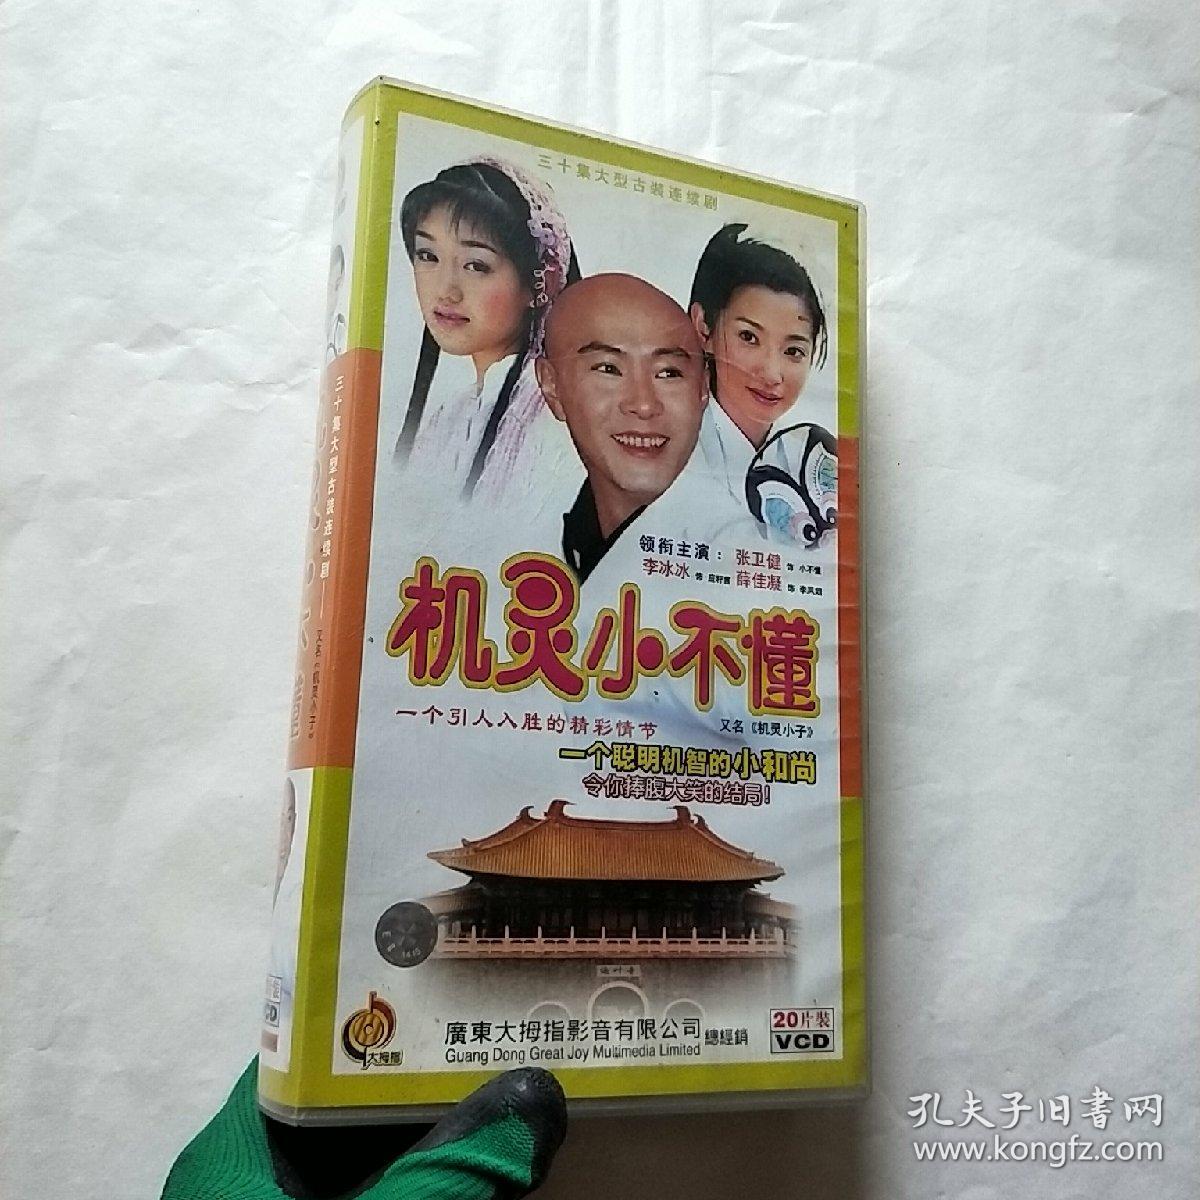 三十集大型古装连续剧
领衔主演：张卫健 饰 小不懂
李冰冰 饰 薛佳凝 饰 李凤姐
机灵小不懂
一个引人入胜的精彩情节
又名《机灵小子》
一个聪明机智的小和尚
令你捧腹大笑的结局！
大拇指
廣東大拇指影音有限公司 總經銷
Guang Dong Great Joy Multimedia Limited
20片裝
VCD
三十集大型古装连续剧——又名《机灵小子》
孔夫子旧書网
www.kongfz.com